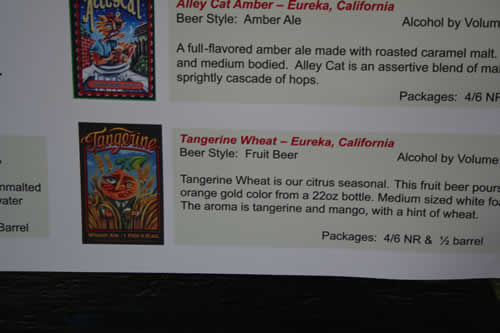 AlleyCat
Alley Cat Amber – Eureka, California
Beer Style: Amber Ale
Alcohol by Volum
A full-flavored amber ale made with roasted caramel malt.
and medium bodied. Alley Cat is an assertive blend of ma
sprightly cascade of hops.
Packages: 4/6 NR
nmalted
water
Barrel
Tangerine
Tangerine Wheat – Eureka, California
Beer Style: Fruit Beer
Alcohol by Volume
Tangerine Wheat is our citrus seasonal. This fruit beer pours
orange gold color from a 22oz bottle. Medium sized white foa
The aroma is tangerine and mango, with a hint of wheat.
Packages: 4/6 NR & ½ barrel